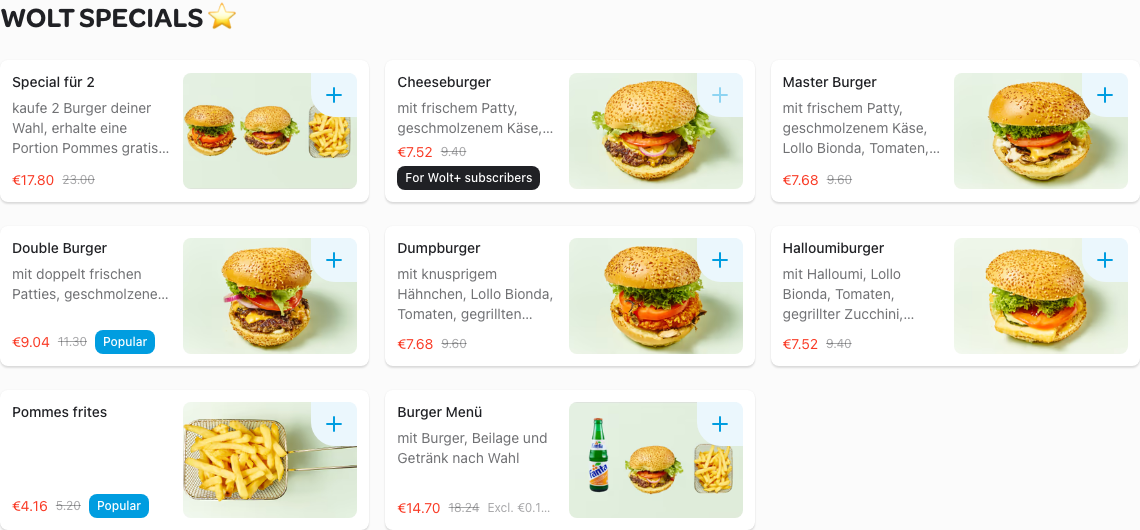 WOLT SPECIALS ⭐
Special für 2
kaufe 2 Burger deiner
Wahl, erhalte eine
Portion Pommes gratis...
€17.80 23.00
Cheeseburger
mit frischem Patty,
geschmolzenem Käse,...
€7.52 9.40
For Wolt+ subscribers
Master Burger
mit frischem Patty,
geschmolzenem Käse,
Lollo Bionda, Tomaten,...
€7.68 9.60
Double Burger
mit doppelt frischen
Patties, geschmolzene...
€9.04 11.30 Popular
Dumpburger
mit knusprigem
Hähnchen, Lollo Bionda,
Tomaten, gegrillten...
€7.68 9.60
Halloumiburger
mit Halloumi, Lollo
Bionda, Tomaten,
gegrillter Zucchini,...
€7.52 9.40
Pommes frites
€4.16 5.20 Popular
Burger Menü
mit Burger, Beilage und
Getränk nach Wahl
€14.70 18.24 Excl. €0.1...
Fanta